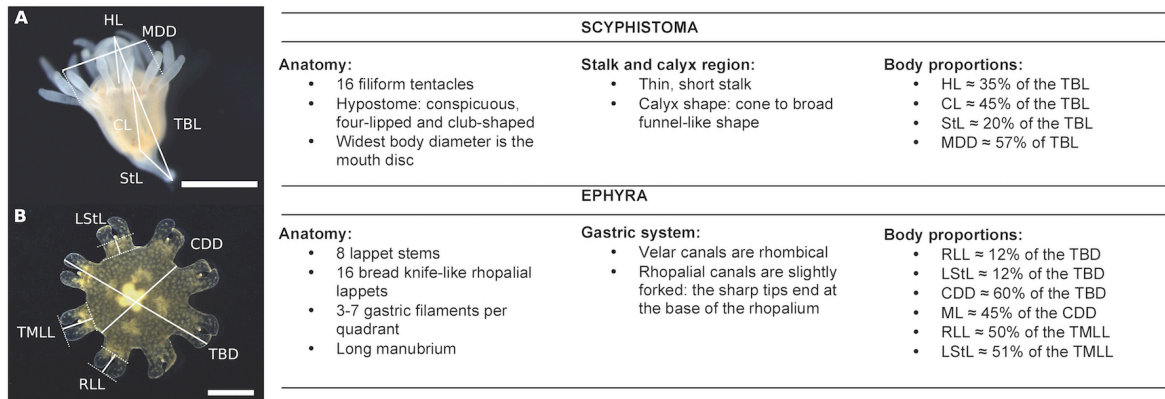 A
HL
MDD
CL
TBL
StL
SCYPHISTOMA
Anatomy:
• 16 filiform tentacles
• Hypostome: conspicuous,
four-lipped and club-shaped
• Widest body diameter is the
mouth disc
Stalk and calyx region:
• Thin, short stalk
• Calyx shape: cone to broad
funnel-like shape
Body proportions:
• HL ≈ 35% of the TBL
• CL ≈ 45% of the TBL
• StL ≈ 20% of the TBL
• MDD ≈ 57% of TBL
B
LStL
CDD
TMLL
TBD
RLL
EPHYRA
Anatomy:
• 8 lappet stems
• 16 bread knife-like rhopalial
lappets
• 3-7 gastric filaments per
quadrant
• Long manubrium
Gastric system:
• Velar canals are rhombical
• Rhopalial canals are slightly
forked: the sharp tips end at
the base of the rhopalium
Body proportions:
• RLL ≈ 12% of the TBD
• LStL ≈ 12% of the TBD
• CDD ≈ 60% of the TBD
• ML ≈ 45% of the CDD
• RLL ≈ 50% of the TMLL
• LStL ≈ 51% of the TMLL